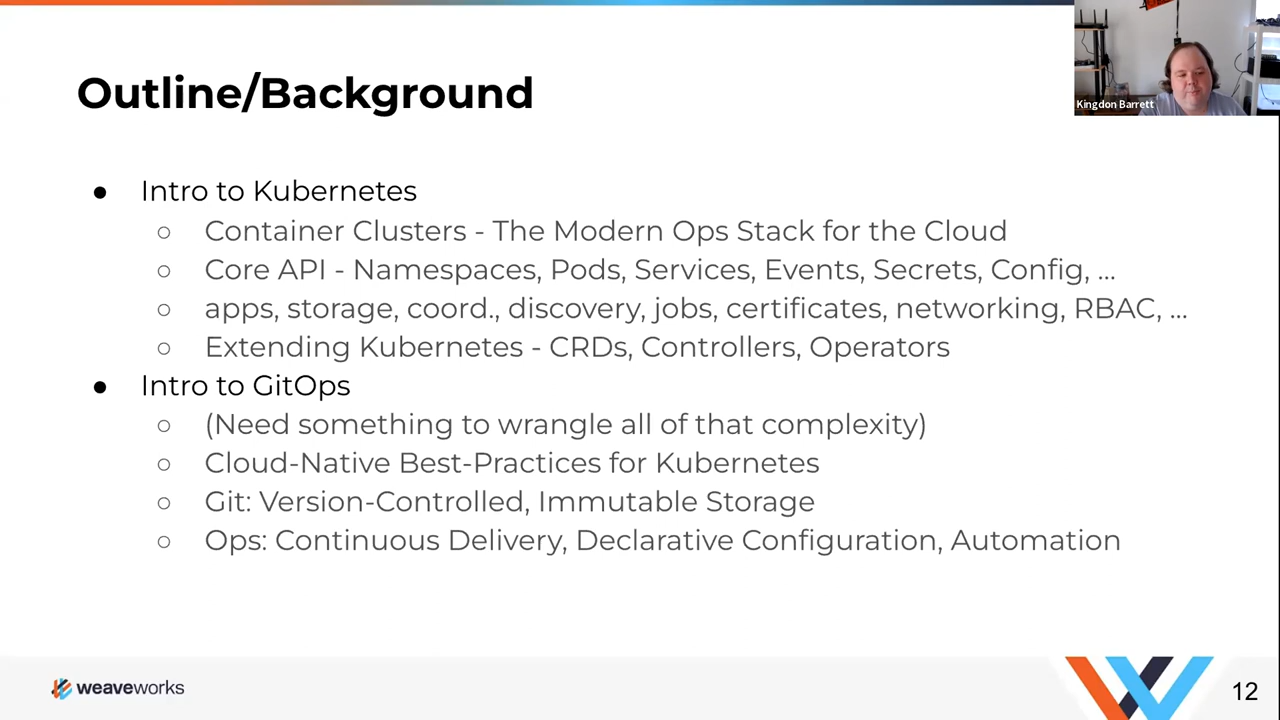 Outline/Background
Kingdon Barrett
● Intro to Kubernetes
○ Container Clusters - The Modern Ops Stack for the Cloud
○ Core API - Namespaces, Pods, Services, Events, Secrets, Config, ...
○ apps, storage, coord., discovery, jobs, certificates, networking, RBAC, ...
○ Extending Kubernetes - CRDs, Controllers, Operators
● Intro to GitOps
○ (Need something to wrangle all of that complexity)
○ Cloud-Native Best-Practices for Kubernetes
○ Git: Version-Controlled, Immutable Storage
○ Ops: Continuous Delivery, Declarative Configuration, Automation
weaveworks
12